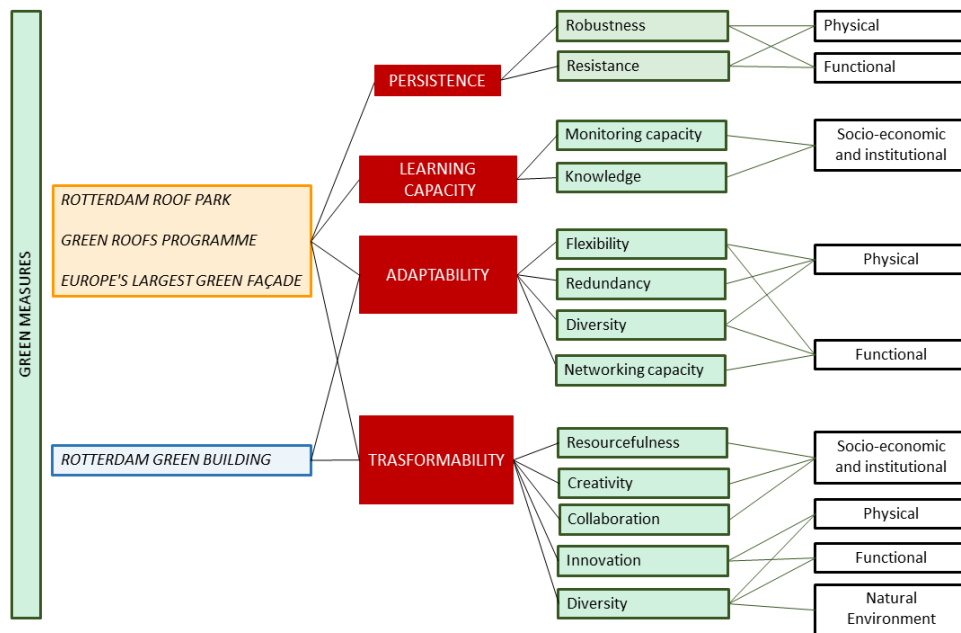 GREEN MEASURES
ROTTERDAM ROOF PARK
GREEN ROOFS PROGRAMME
EUROPE'S LARGEST GREEN FAÇADE
ROTTERDAM GREEN BUILDING
PERSISTENCE
LEARNING
CAPACITY
ADAPTABILITY
TRASFORMABILITY
Robustness
Resistance
Monitoring capacity
Knowledge
Flexibility
Redundancy
Diversity
Networking capacity
Resourcefulness
Creativity
Collaboration
Innovation
Diversity
Physical
Functional
Socio-economic
and institutional
Physical
Functional
Socio-economic
and institutional
Physical
Functional
Natural
Environment